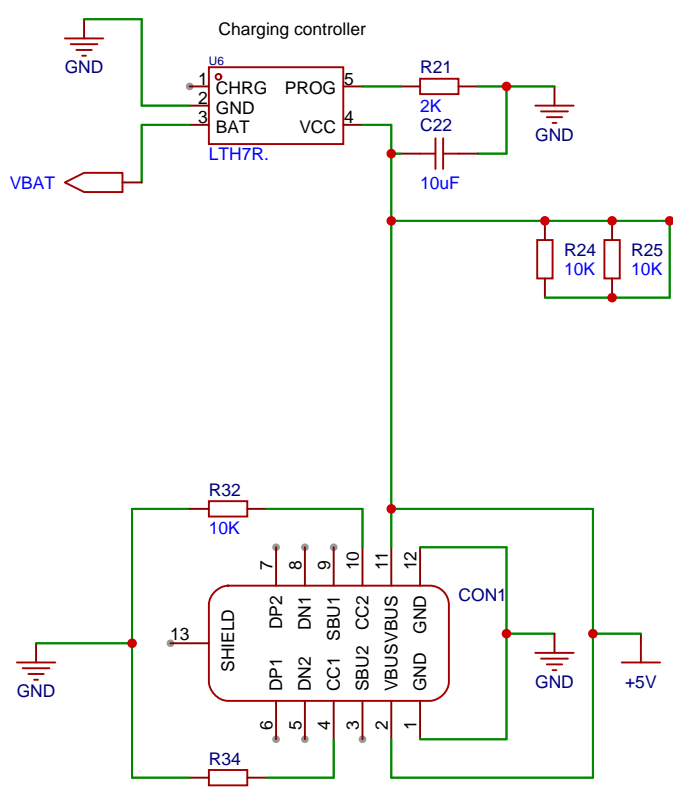 Charging controller
GND
U6
1
CHRG
PROG
5
2
GND
3
BAT
VCC
4
LTH7R.
R21
2K
C22
10uF
GND
VBAT
R24
10K
R25
10K
R32
10K
7
8
9
10
11
12
DP2
DN1
SBU1
CC2
VBUS
GND
CON1
13
SHIELD
DP1
DN2
CC1
SBU2
VBUS
GND
6
5
4
3
2
1
GND
GND
+5V
R34